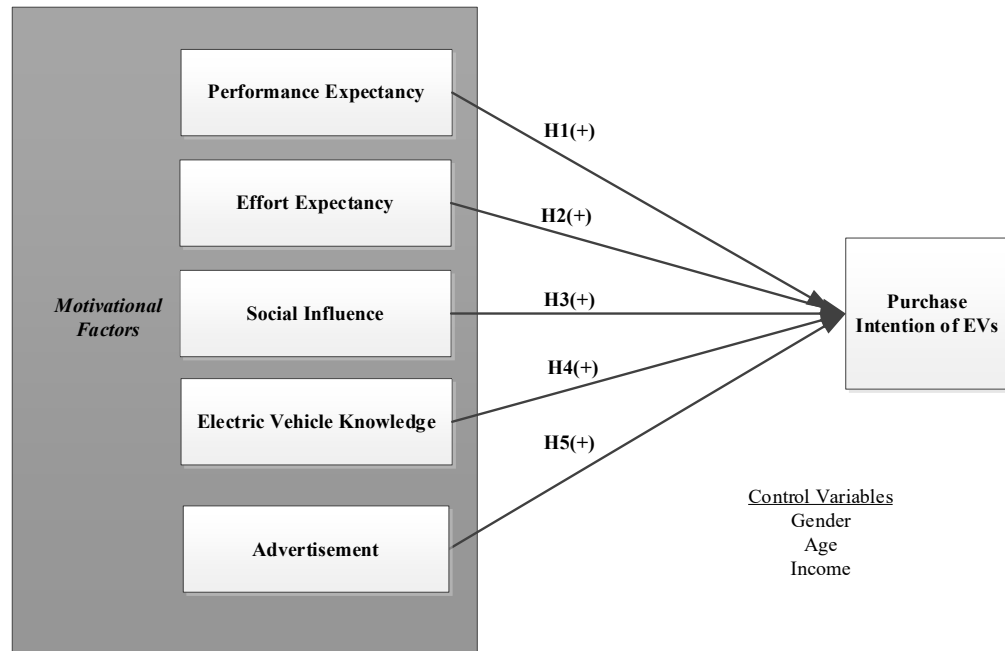 Performance Expectancy
H1(+)
Effort Expectancy
H2(+)
Motivational
Factors
Social Influence
H3(+)
Purchase
Intention of EVs
H4(+)
Electric Vehicle Knowledge
H5(+)
Advertisement
Control Variables
Gender
Age
Income